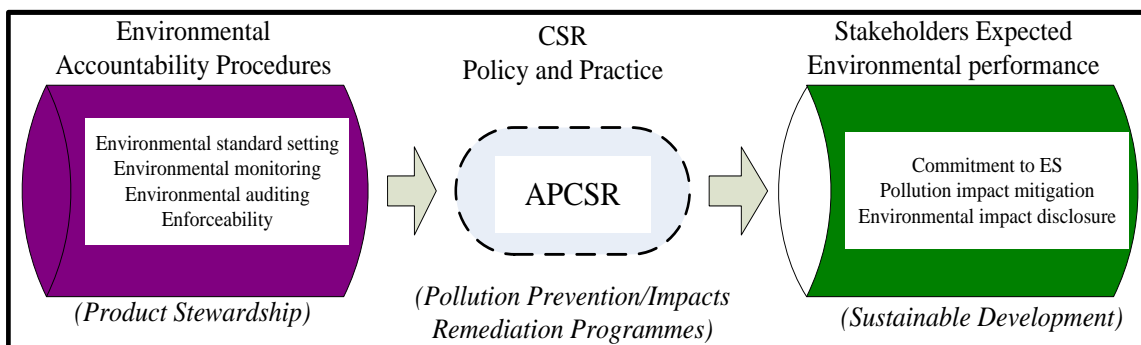 Environmental
Accountability Procedures
Environmental standard setting
Environmental monitoring
Environmental auditing
Enforceability
(Product Stewardship)
CSR
Policy and Practice
APCSR
(Pollution Prevention/Impacts
Remediation Programmes)
Stakeholders Expected
Environmental performance
Commitment to ES
Pollution impact mitigation
Environmental impact disclosure
(Sustainable Development)